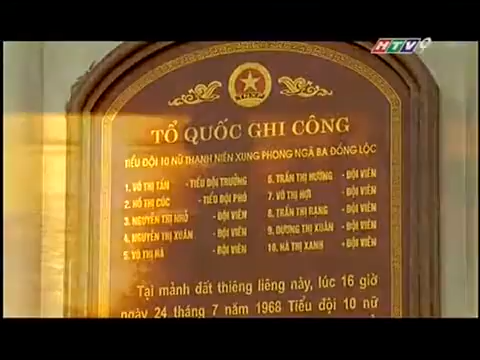 HTV9
TỔ QUỐC GHI CÔNG
TIỂU ĐỘI 10 NỮ THANH NIÊN XUNG PHONG NGÃ BA ĐỒNG LỘC
1. VÕ THỊ TẦN - TIỂU ĐỘI TRƯỞNG
2. HỒ THỊ CÚC - TIỂU ĐỘI PHÓ
3. NGUYỄN THỊ NHỎ - ĐỘI VIÊN
4. NGUYỄN THỊ XUÂN - ĐỘI VIÊN
5. VÕ THỊ HÀ - ĐỘI VIÊN
6. TRẦN THỊ HƯỜNG - ĐỘI VIÊN
7. VÕ THỊ HỢI - ĐỘI VIÊN
8. TRẦN THỊ RẠNG - ĐỘI VIÊN
9. DƯƠNG THỊ XUÂN - ĐỘI VIÊN
10. HÀ THỊ XANH - ĐỘI VIÊN
Tại mảnh đất thiêng liêng này, lúc 16 giờ
ngày 24 tháng 7 năm 1968 Tiểu đội 10 nữ